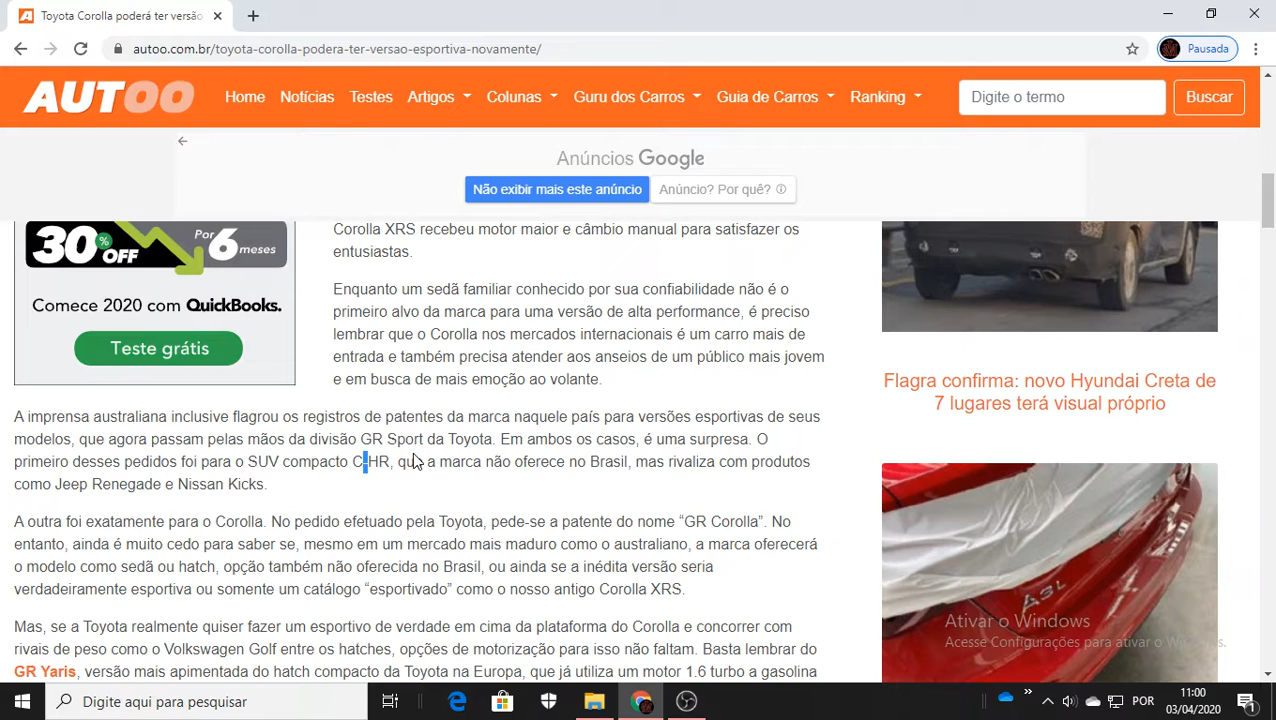 Toyota Corolla poderá ter versão
autoo.com.br/toyota-corolla-podera-ter-versao-esportiva-novamente/
Pausada
AUTOO
Home Notícias Testes Artigos Colunas Guru dos Carros Guia de Carros Ranking
Digite o termo
Buscar
Anúncios Google
Não exibir mais este anúncio
Anúncio? Por quê?
30% OFF
Por
6
meses
Comece 2020 com QuickBooks.
Teste grátis
Corolla XRS recebeu motor maior e câmbio manual para satisfazer os
entusiastas.
Enquanto um sedã familiar conhecido por sua confiabilidade não é o
primeiro alvo da marca para uma versão de alta performance, é preciso
lembrar que o Corolla nos mercados internacionais é um carro mais de
entrada e também precisa atender aos anseios de um público mais jovem
e em busca de mais emoção ao volante.
A imprensa australiana inclusive flagrou os registros de patentes da marca naquele país para versões esportivas de seus
modelos, que agora passam pelas mãos da divisão GR Sport da Toyota. Em ambos os casos, é uma surpresa. O
primeiro desses pedidos foi para o SUV compacto C-HR, que a marca não oferece no Brasil, mas rivaliza com produtos
como Jeep Renegade e Nissan Kicks.
A outra foi exatamente para o Corolla. No pedido efetuado pela Toyota, pede-se a patente do nome “GR Corolla”. No
entanto, ainda é muito cedo para saber se, mesmo em um mercado mais maduro como o australiano, a marca oferecerá
o modelo como sedã ou hatch, opção também não oferecida no Brasil, ou ainda se a inédita versão seria
verdadeiramente esportiva ou somente um catálogo “esportivado” como o nosso antigo Corolla XRS.
Mas, se a Toyota realmente quiser fazer um esportivo de verdade em cima da plataforma do Corolla e concorrer com
rivais de peso como o Volkswagen Golf entre os hatches, opções de motorização para isso não faltam. Basta lembrar do
GR Yaris, versão mais apimentada do hatch compacto da Toyota na Europa, que já utiliza um motor 1.6 turbo a gasolina
Flagra confirma: novo Hyundai Creta de
7 lugares terá visual próprio
A3L
Ativar o Windows
Acesse Configurações para ativar o Windows.
Digite aqui para pesquisar
POR
11:00
03/04/2020
1